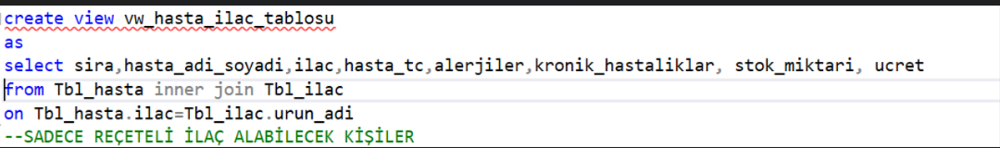 create view vw_hasta_ilac_tablosu
as
select sira,hasta_adi_soyadi,ilac,hasta_tc,alerjiler,kronik_hastaliklar, stok_miktari, ucret
from Tbl_hasta inner join Tbl_ilac
on Tbl_hasta.ilac=Tbl_ilac.urun_adi
--SADECE REÇETELİ İLAÇ ALABİLECEK KİŞİLER